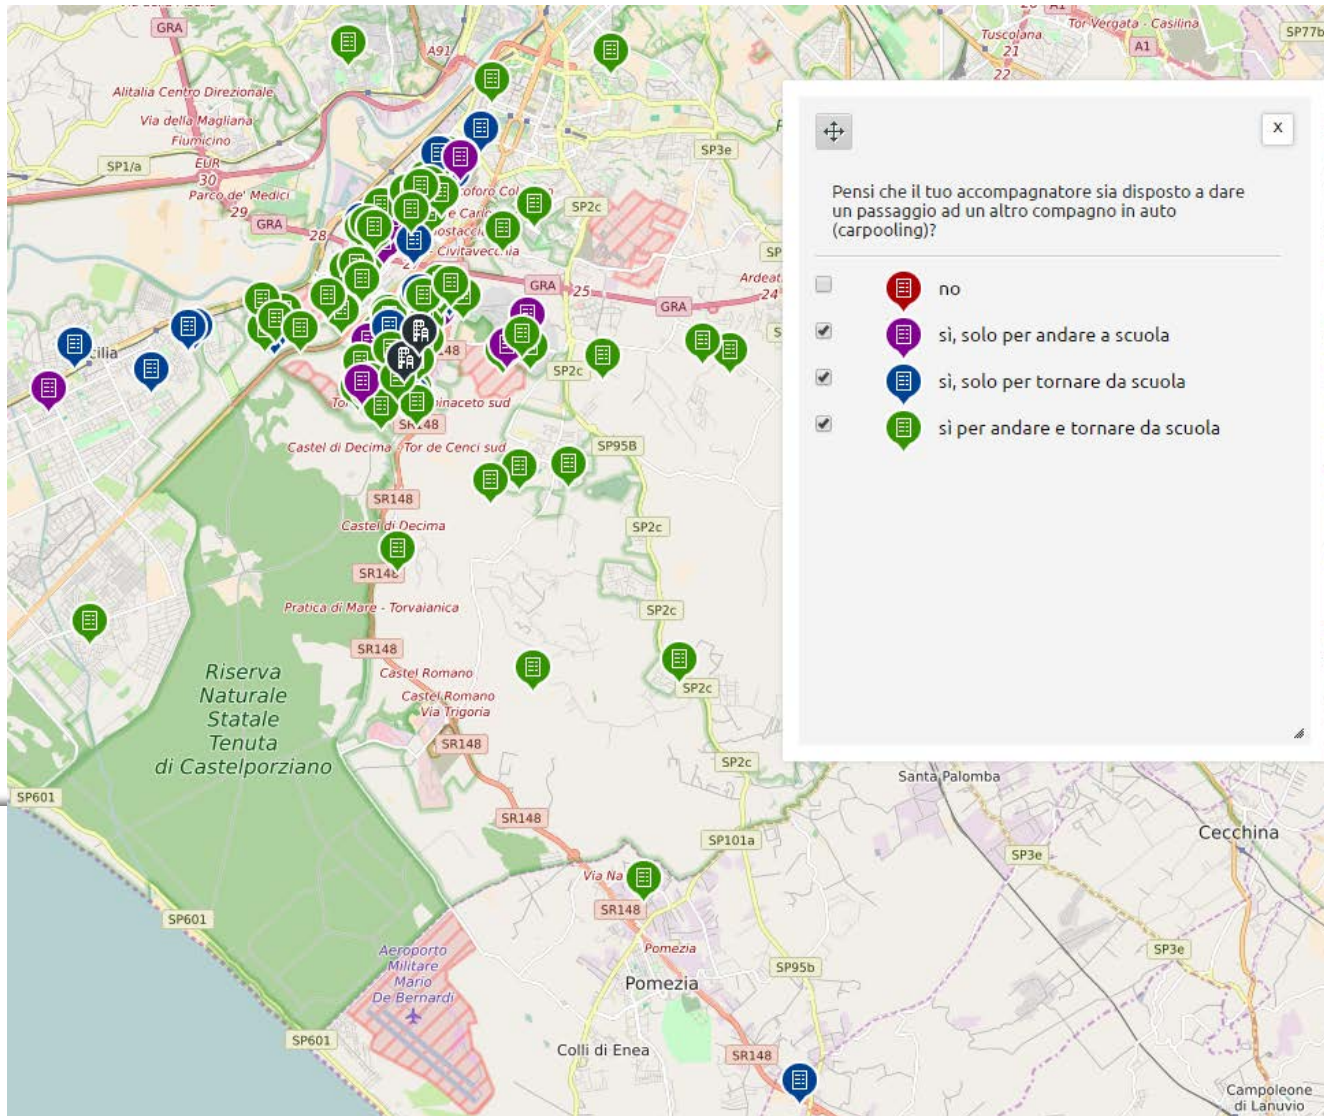 GRA
A91
Tuscolana
21
22
A1
Tor Vergata - Casilina
A1
SP77b
Alitalia Centro Direzionale
Via della Magliana
Fiumicino
SP1/a
EUR
30
Parco de' Medici
29
GRA
28
SP3e
SP2c
Civitavecchia
GRA
25
GRA
24
SP2c
SR148
Castel di Decima - Tor de Cenci sud
SP95B
SR148
Castel di Decima
SP2c
SR148
Pratica di Mare - Torvaianica
SP2c
SR148
Castel Romano
Castel Romano
Via Trigoria
SP2c
SR148
Riserva
Naturale
Statale
Tenuta
di Castelporziano
SP2c
SP601
SR148
SP101a
Santa Palomba
Cecchina
SP3e
SP601
SR148
Aeroporto
Militare
Mario
De Bernardi
Pomezia
Pomezia
SP95b
SP3e
SP601
Colli di Enea
SR148
Campoleone
di Lanuvio
x
Pensi che il tuo accompagnatore sia disposto a dare
un passaggio ad un altro compagno in auto
(carpooling)?
no
sì, solo per andare a scuola
sì, solo per tornare da scuola
sì per andare e tornare da scuola